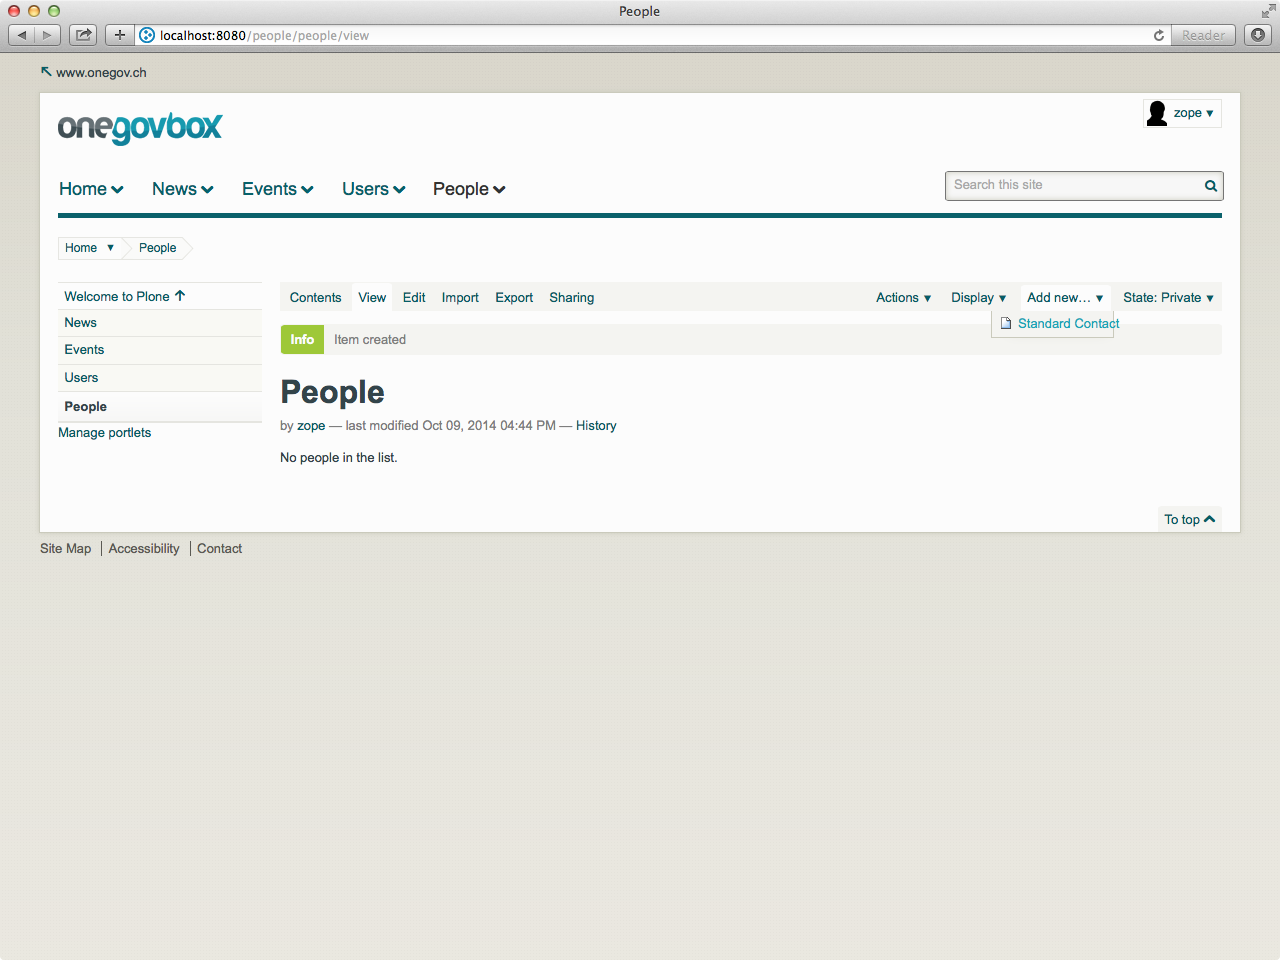 People
localhost:8080/people/people/view
Reader
www.onegov.ch
onegovbox
zope
Home News Events Users People
Search this site
Home People
Welcome to Plone
News
Events
Users
People
Manage portlets
Contents View Edit Import Export Sharing
Actions Display Add new… State: Private
Standard Contact
Info Item created
People
by zope — last modified Oct 09, 2014 04:44 PM — History
No people in the list.
To top
Site Map Accessibility Contact